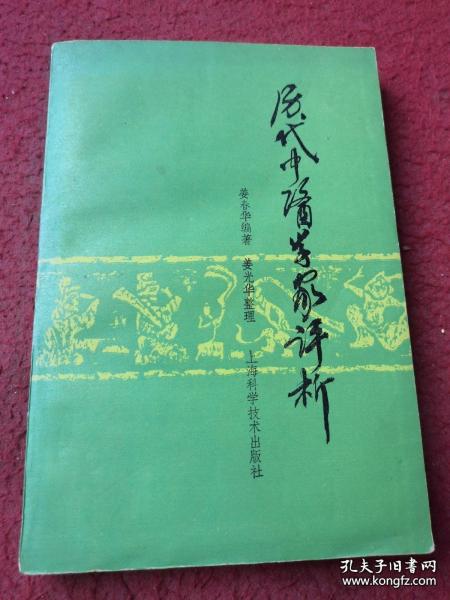 历代中医学家评析
姜春华编著 姜光华整理 上海科学技术出版社
孔夫子旧书网
www.kongfz.com